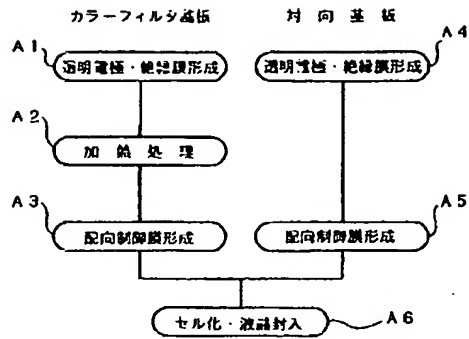 カラーフィルタ基板
対向基板
A1
透明電極・絶縁膜形成
A4
透明電極・絶縁膜形成
A2
加熱処理
A3
配向制御膜形成
A5
配向制御膜形成
セル化・液晶封入
A6